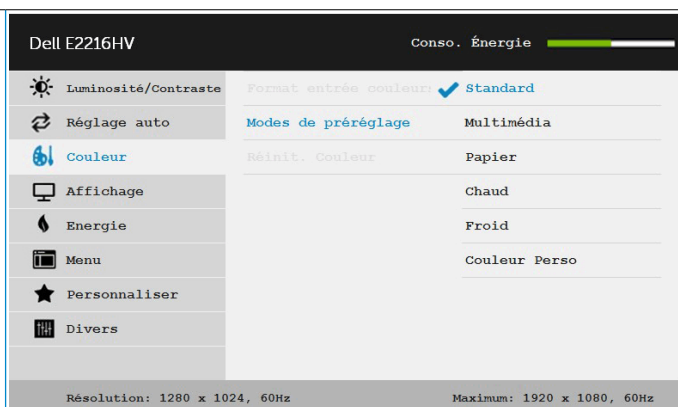 Dell E2216HV
Conso. Énergie
Luminosité/Contraste
Format entrée couleur
Standard
Réglage auto
Modes de préréglage
Multimédia
Couleur
Réinit. Couleur
Papier
Affichage
Chaud
Energie
Froid
Menu
Couleur Perso
Personnaliser
Divers
Résolution: 1280 x 1024, 60Hz
Maximum: 1920 x 1080, 60Hz